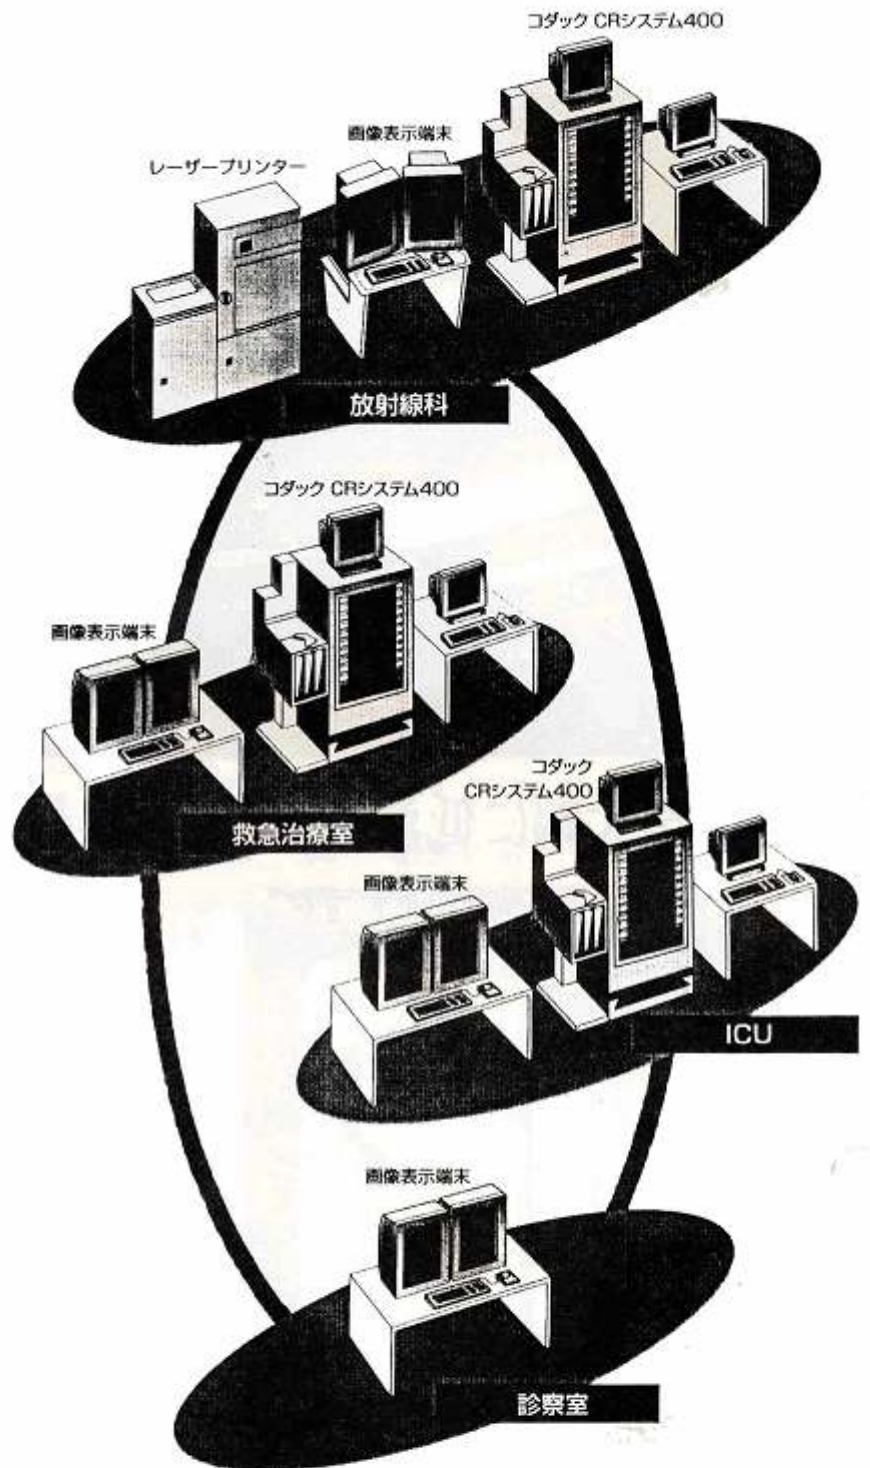 コダック CRシステム400
画像表示端末
レーザープリンター
放射線科
コダック CRシステム400
画像表示端末
救急治療室
コダック
CRシステム400
画像表示端末
ICU
画像表示端末
診察室